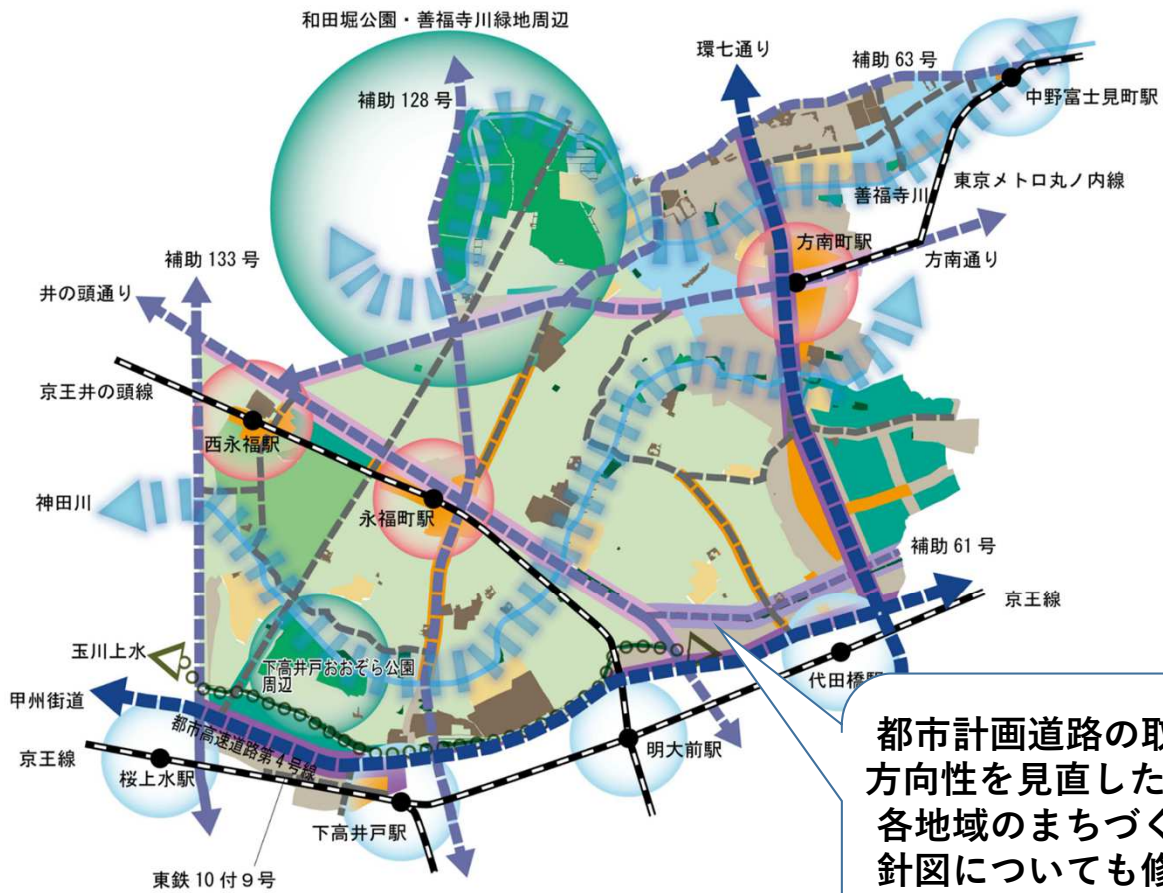 和田堀公園・善福寺川緑地周辺
環七通り
補助 63 号
中野富士見町駅
補助 128 号
東京メトロ丸ノ内線
善福寺川
方南町駅
方南通り
補助 133 号
井の頭通り
京王井の頭線
西永福駅
神田川
永福町駅
補助 61 号
京王線
玉川上水
下高井戸おおぞら公園
周辺
代田橋
甲州街道
都市高速道路第4号線
京王線
桜上水駅
明大前駅
下高井戸駅
東鉄 10 付 9 号
都市計画道路の取
方向性を見直した
各地域のまちづく
針図についても修